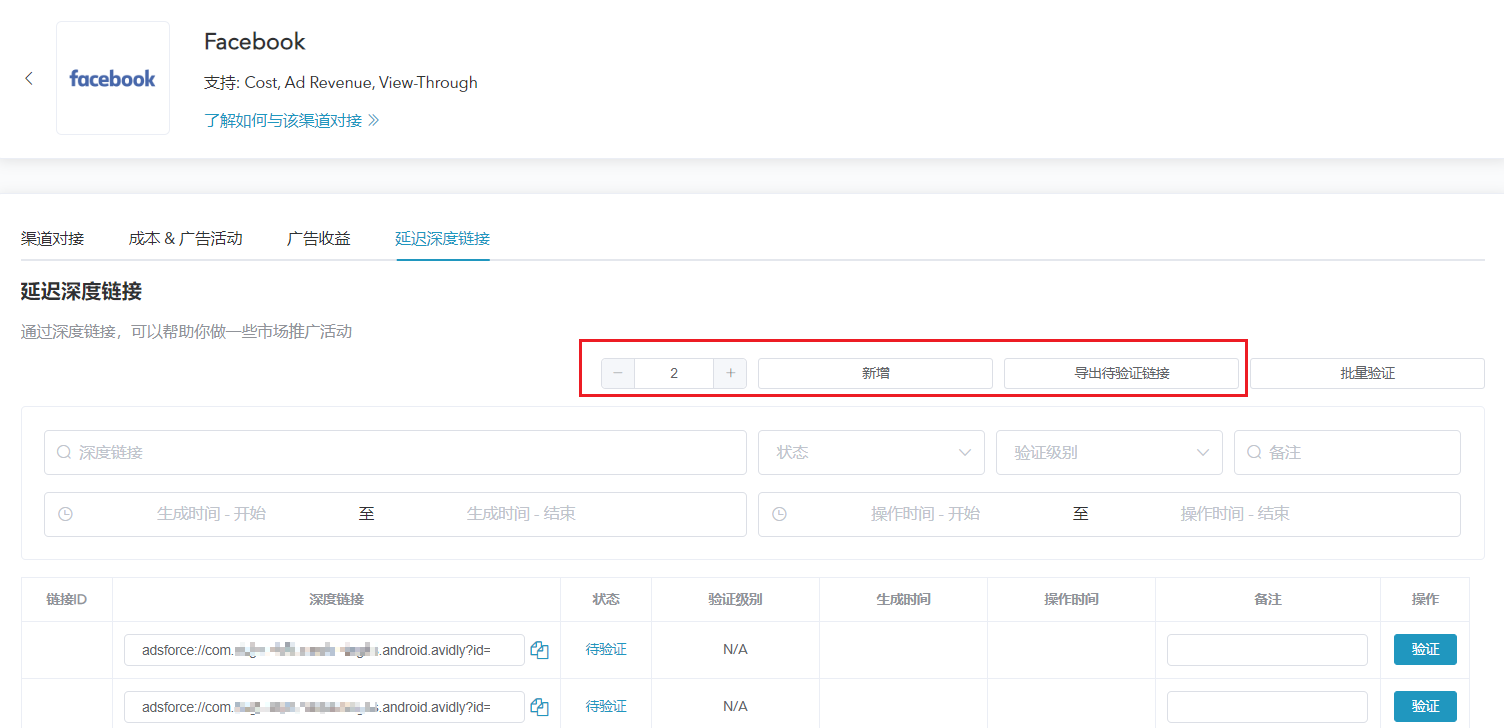 facebook
Facebook
支持: Cost, Ad Revenue, View-Through
了解如何与该渠道对接
渠道对接 成本 & 广告活动 广告收益 延迟深度链接
延迟深度链接
通过深度链接，可以帮助你做一些市场推广活动
− 2 + 新增 导出待验证链接 批量验证
深度链接 状态 验证级别 备注
生成时间 - 开始 至 生成时间 - 结束 操作时间 - 开始 至 操作时间 - 结束
链接ID 深度链接 状态 验证级别 生成时间 操作时间 备注 操作
adsforce://com. .android.avidly?id= 待验证 N/A 验证
adsforce://com. .android.avidly?id= 待验证 N/A 验证